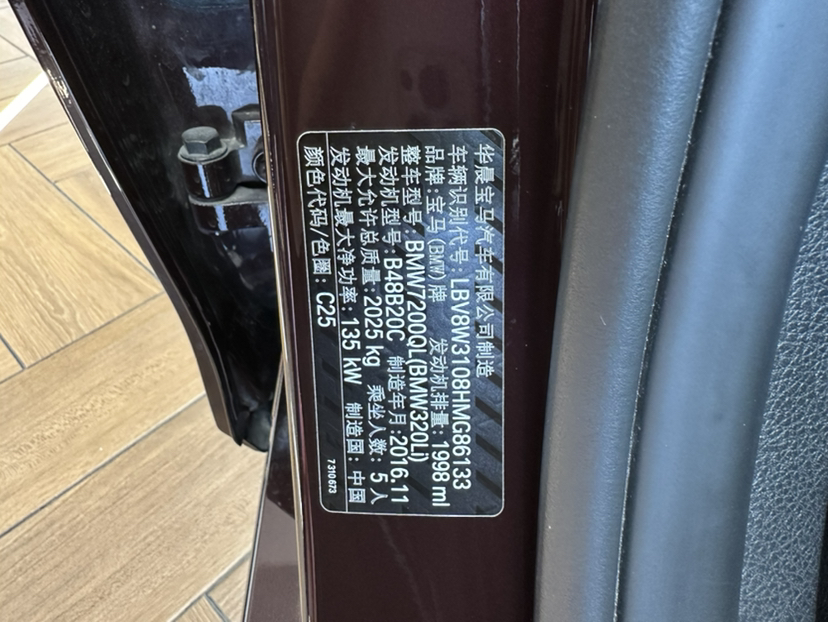 华晨宝马汽车有限公司制造
车辆识别代号:LBV8W3108HMG86133
品牌:宝马(BMW)牌 发动机排量:1998 ml
整车型号:BMW7200QL(BMW320Li)
发动机型号:B48B20C 制造年月:2016.11
最大允许总质量:2025 kg 乘坐人数:5人
发动机最大净功率:135 kW 制造国:中国
颜色代码/色圈:C25
7310673